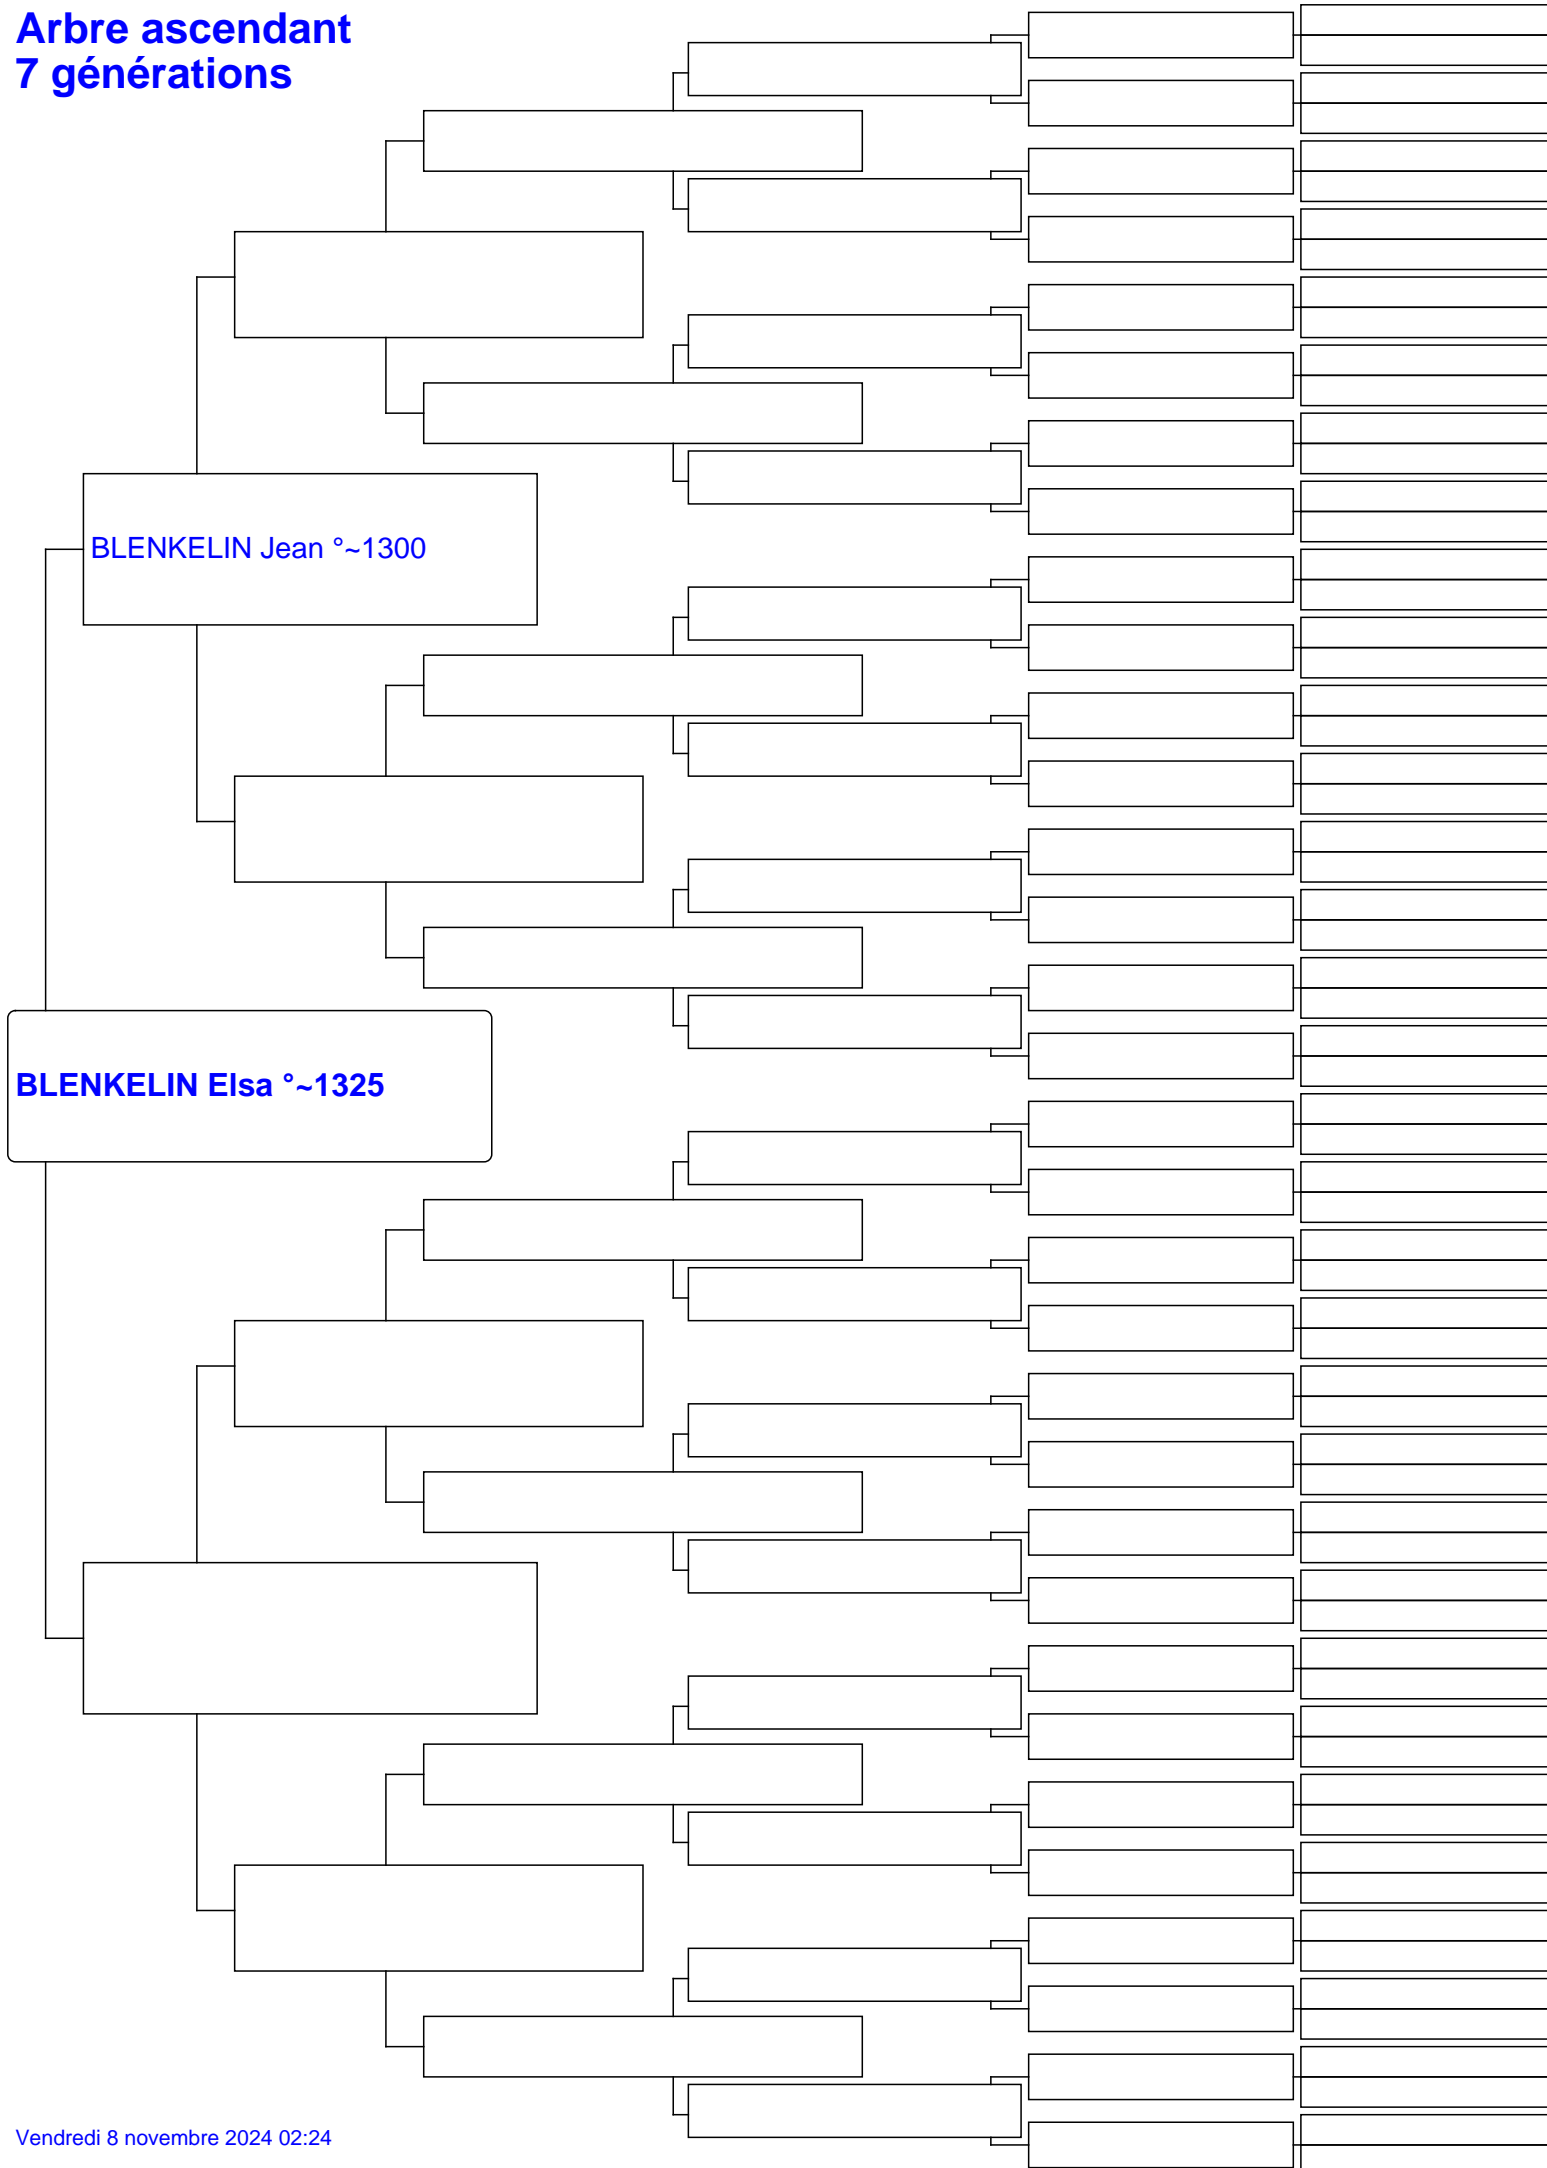 Arbre ascendant
7 générations
BLENKELIN Jean °~1300
BLENKELIN Elsa °~1325
Vendredi 8 novembre 2024 02:24